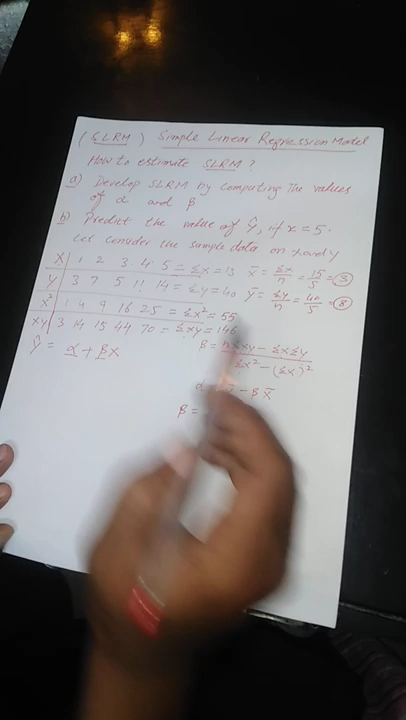 (SLRM) Simple Linear Regression Model
How to estimate SLRM?
a) Develop SLRM by computing The values
of α and β
b) Predict the value of Ŷ, if x = 5.
Let consider the sample data on x and y
X | 1 2 3 4 5 = Σx = 15 x̄ = Σx/n = 15/5 = 3
Y | 3 7 5 11 14 = Σy = 40 ȳ = Σy/n = 40/5 = 8
X² | 1 4 9 16 25 = Σx² = 55
XY | 3 14 15 44 70 = Σxy = 146
Ŷ = α + βx β = nΣxy - ΣxΣy / Σx² - (Σx)²
α - βx̄
β =